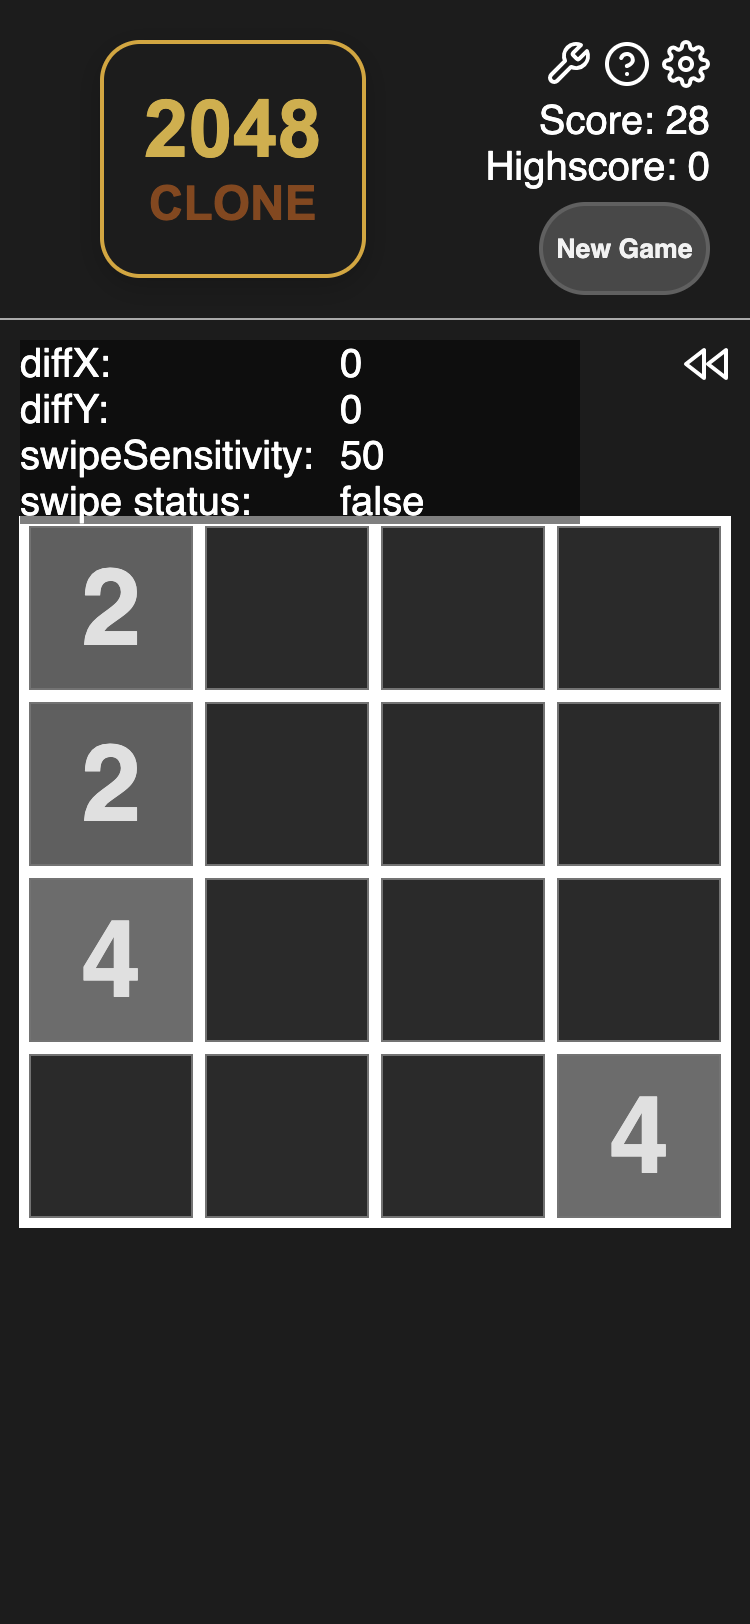 2048
CLONE
Score: 28
Highscore: 0
New Game
diffX: 0
diffY: 0
swipeSensitivity: 50
swipe status: false
2
2
4
4